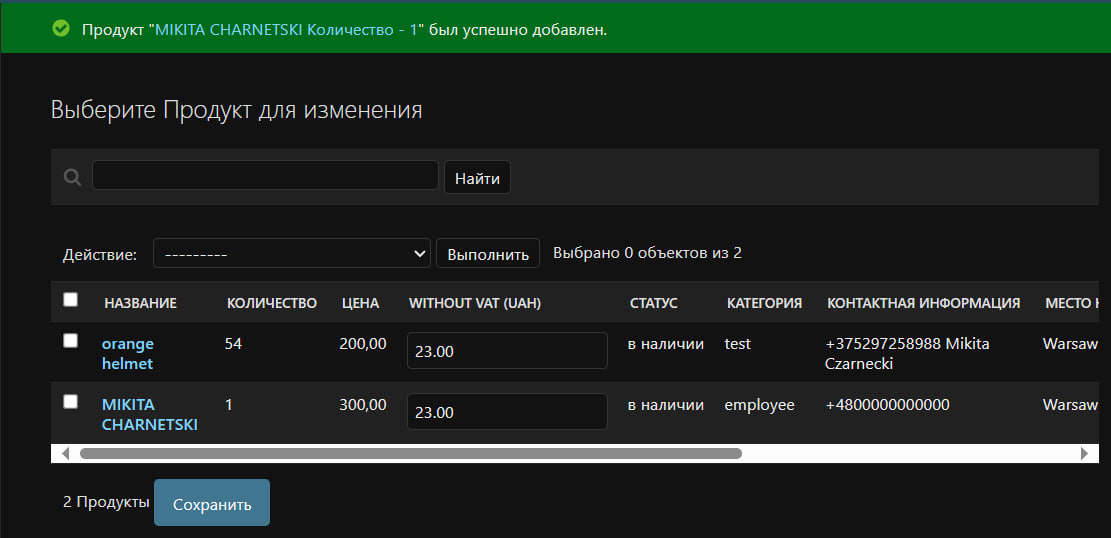 Продукт "MIKITA CHARNETSKI Количество - 1" был успешно добавлен.
Выберите Продукт для изменения
Найти
Действие: --------- Выполнить Выбрано 0 объектов из 2
НАЗВАНИЕ КОЛИЧЕСТВО ЦЕНА WITHOUT VAT (UAH) СТАТУС КАТЕГОРИЯ КОНТАКТНАЯ ИНФОРМАЦИЯ МЕСТО
orange 54 200,00 23.00 в наличии test +375297258988 Mikita Warsaw
helmet Czarnecki
MIKITA 1 300,00 23.00 в наличии employee +4800000000000 Warsaw
CHARNETSKI
2 Продукты Сохранить